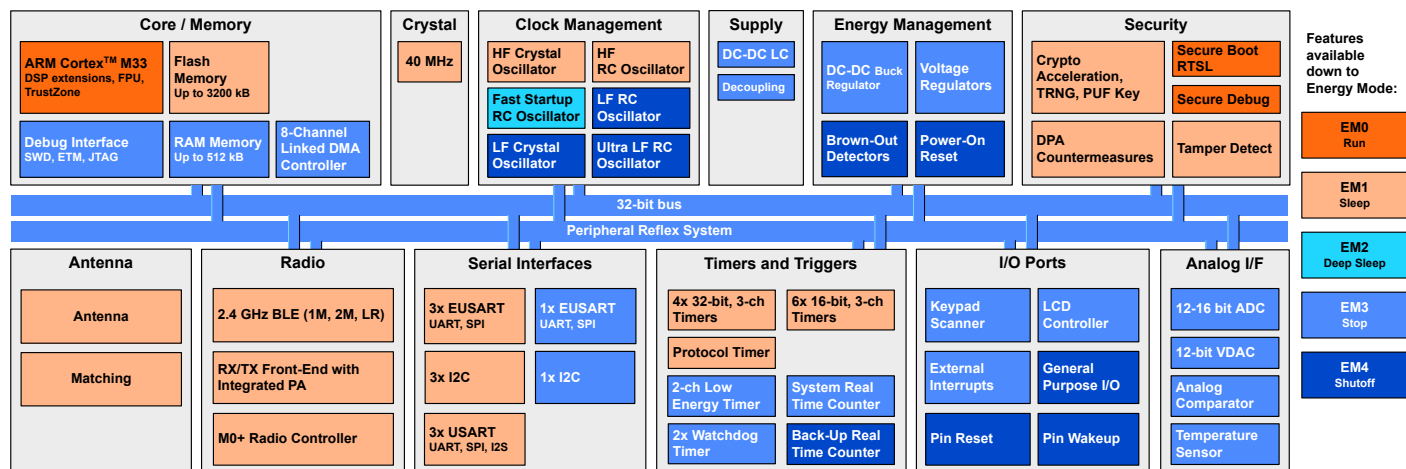 Core / Memory
ARM Cortex™ M33
DSP extensions, FPU,
TrustZone
Flash
Memory
Up to 3200 kB
Debug Interface
SWD, ETM, JTAG
RAM Memory
Up to 512 kB
8-Channel
Linked DMA
Controller
Crystal
40 MHz
Clock Management
HF Crystal
Oscillator
HF
RC Oscillator
Fast Startup
RC Oscillator
LF RC
Oscillator
LF Crystal
Oscillator
Ultra LF RC
Oscillator
Supply
DC-DC LC
Decoupling
Energy Management
DC-DC Buck
Regulator
Voltage
Regulators
Brown-Out
Detectors
Power-On
Reset
Security
Crypto
Acceleration,
TRNG, PUF Key
Secure Boot
RTSL
Secure Debug
DPA
Countermeasures
Tamper Detect
Features
available
down to
Energy Mode:
EM0
Run
EM1
Sleep
EM2
Deep Sleep
EM3
Stop
EM4
Shutoff
32-bit bus
Peripheral Reflex System
Antenna
Antenna
Matching
Radio
2.4 GHz BLE (1M, 2M, LR)
RX/TX Front-End with
Integrated PA
M0+ Radio Controller
Serial Interfaces
3x EUSART
UART, SPI
1x EUSART
UART, SPI
3x I2C
1x I2C
3x USART
UART, SPI, I2S
Timers and Triggers
4x 32-bit, 3-ch
Timers
6x 16-bit, 3-ch
Timers
Protocol Timer
2-ch Low
Energy Timer
System Real
Time Counter
2x Watchdog
Timer
Back-Up Real
Time Counter
I/O Ports
Keypad
Scanner
LCD
Controller
External
Interrupts
General
Purpose I/O
Pin Reset
Pin Wakeup
Analog I/F
12-16 bit ADC
12-bit VDAC
Analog
Comparator
Temperature
Sensor